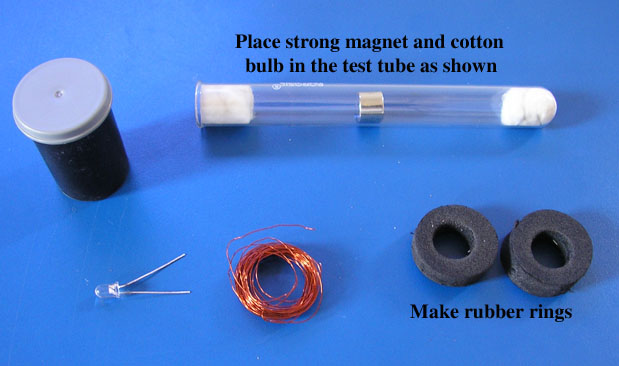 Place strong magnet and cotton
bulb in the test tube as shown
Make rubber rings